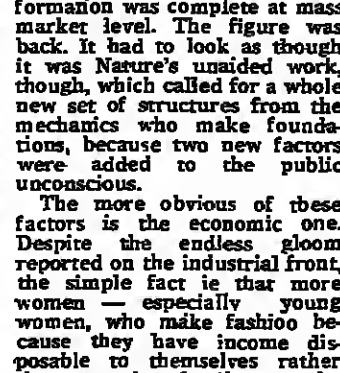 formation was complete at mass
market level. The figure was
back. It had to look as though
it was Nature's unaided work,
though, which called for a whole
new set of structures from the
mechanics who make founda-
tions, because two new factors
were added to the public
unconscious.
The more obvious of these
factors is the economic one.
Despite the endless gloom
reported on the industrial front,
the simple fact ie that more
women — especially young
women, who make fashioo be-
cause they have income dis-
posable to themselves rather